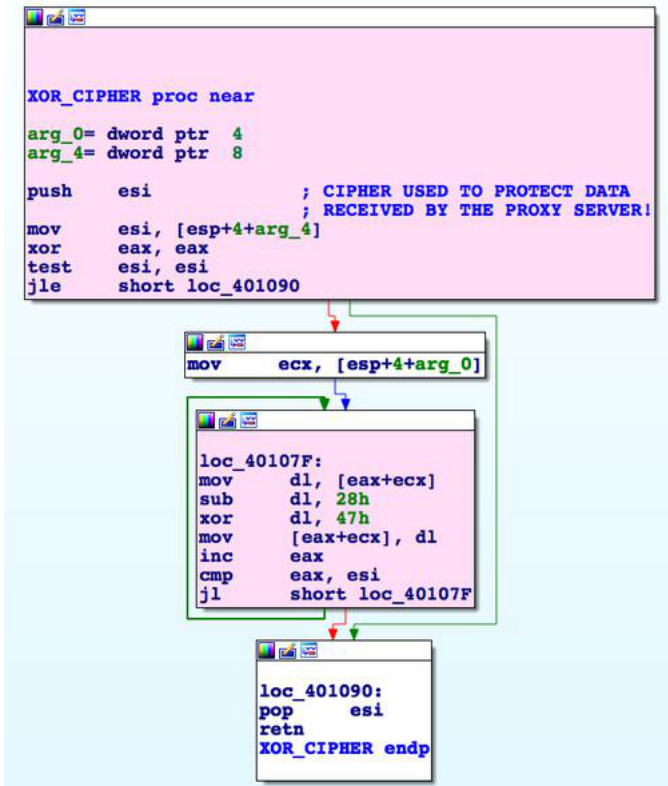 XOR_CIPHER proc near
arg_0= dword ptr  4
arg_4= dword ptr  8
push    esi             ; CIPHER USED TO PROTECT DATA
                        ; RECEIVED BY THE PROXY SERVER!
mov     esi, [esp+4+arg_4]
xor     eax, eax
test    esi, esi
jle     short loc_401090
mov     ecx, [esp+4+arg_0]
loc_40107F:
mov     dl, [eax+ecx]
sub     dl, 28h
xor     dl, 47h
mov     [eax+ecx], dl
inc     eax
cmp     eax, esi
jl      short loc_40107F
loc_401090:
pop     esi
retn
XOR_CIPHER endp